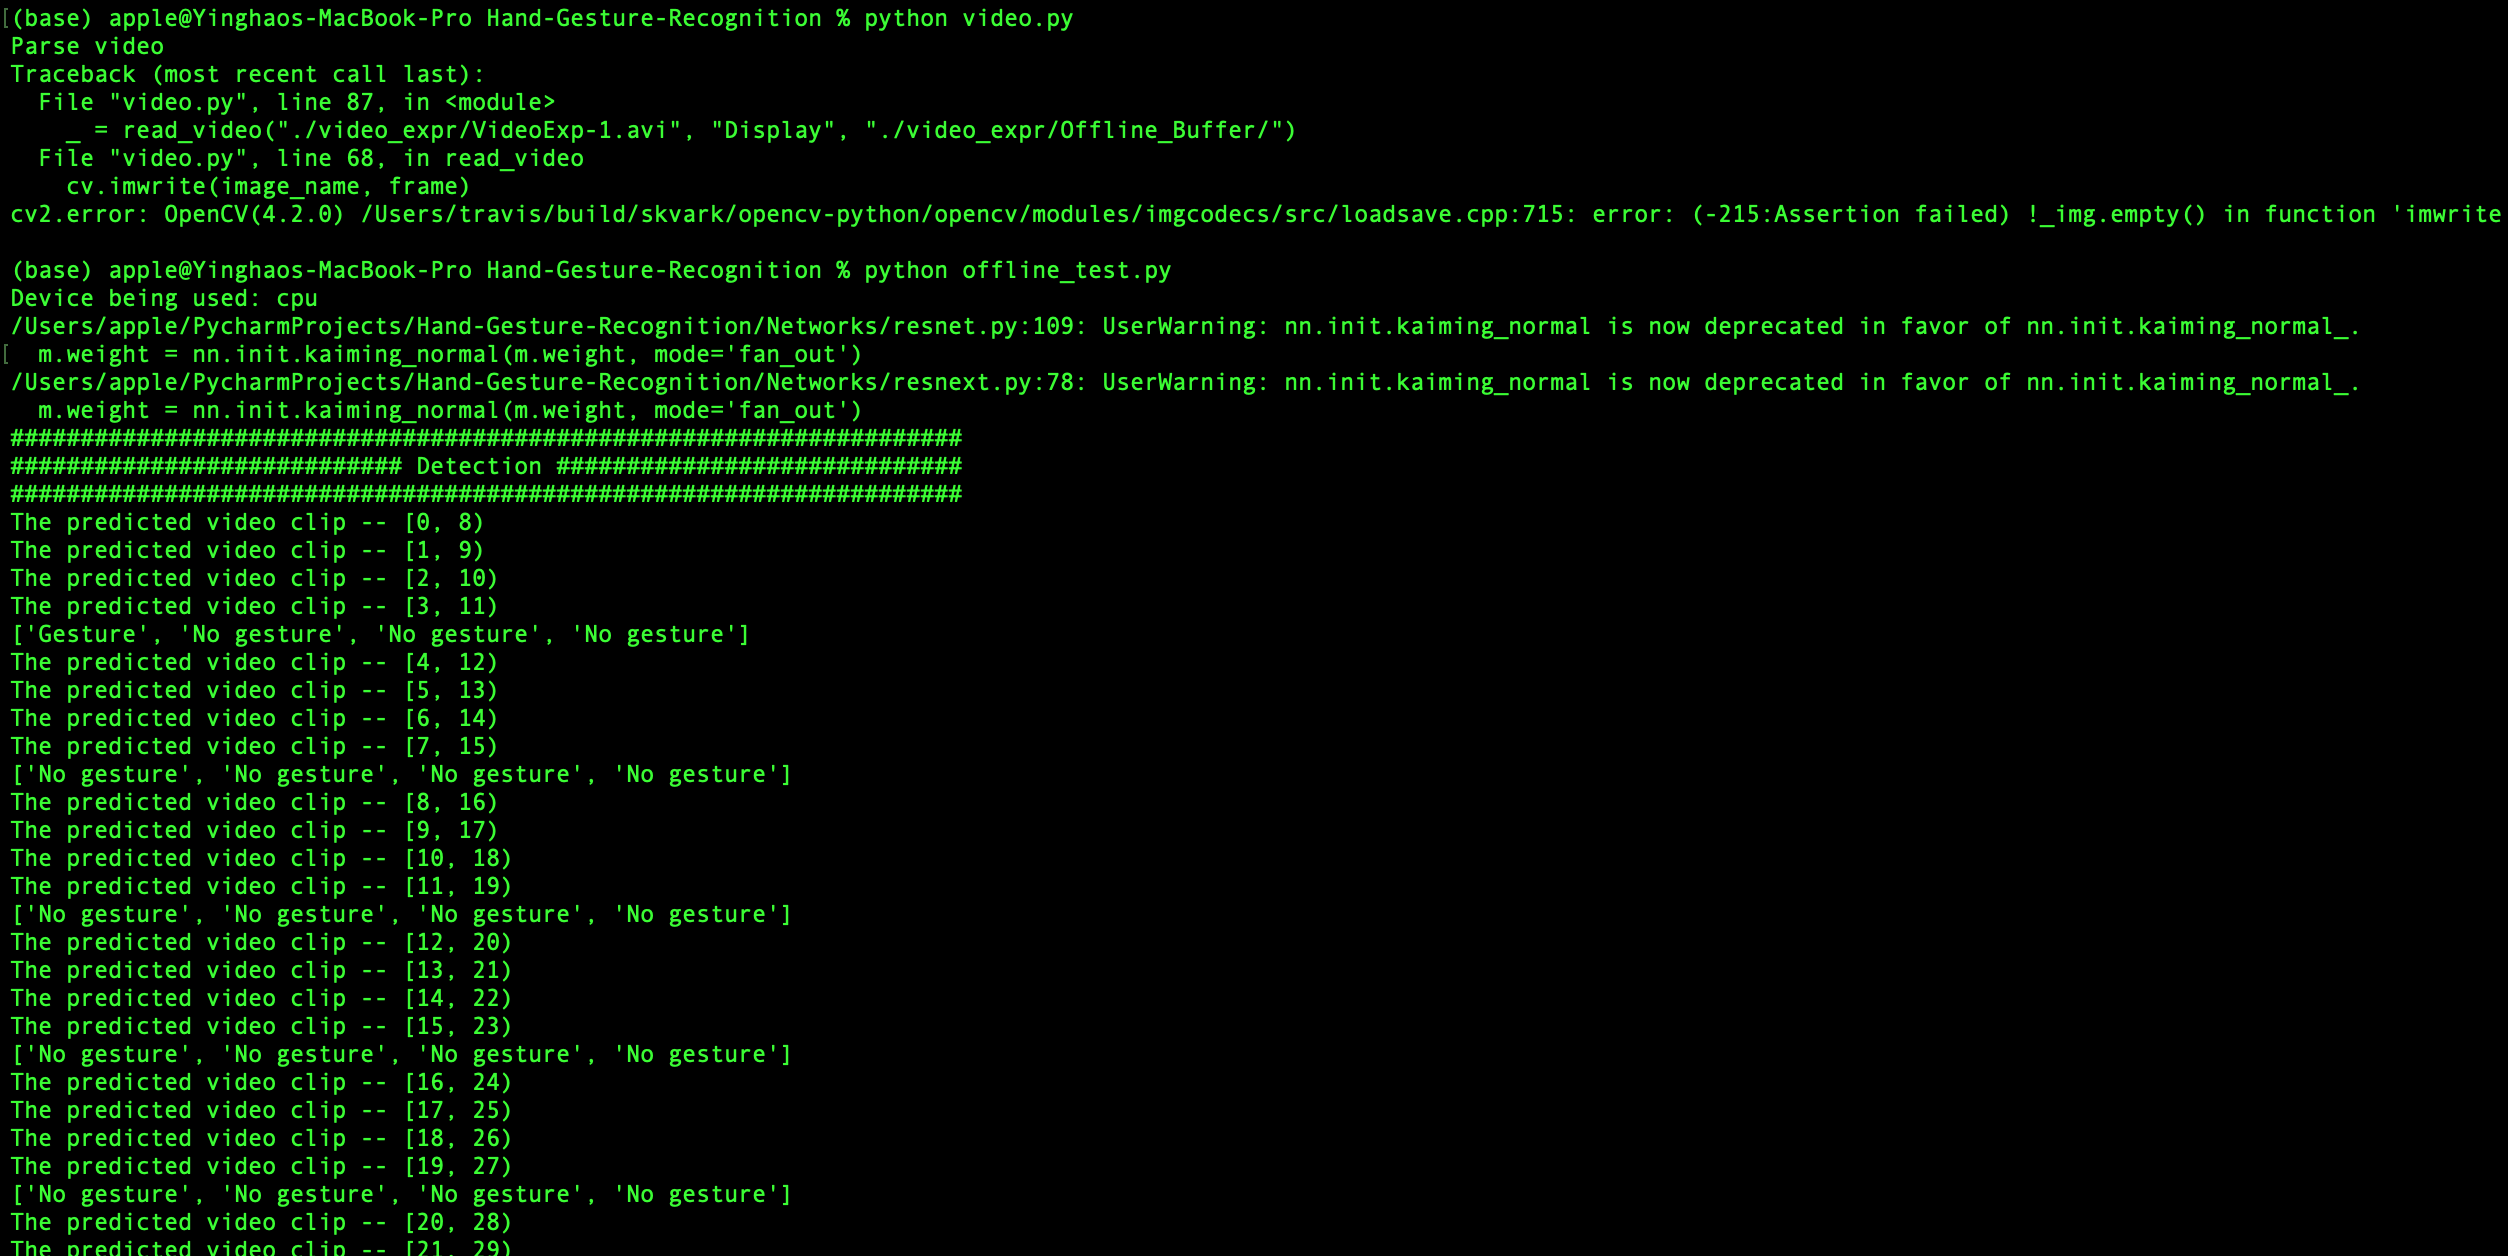 (base) apple@Yinghaos-MacBook-Pro Hand-Gesture-Recognition % python video.py
Parse video
Traceback (most recent call last):
  File "video.py", line 87, in <module>
    _ = read_video("./video_expr/VideoExp-1.avi", "Display", "./video_expr/Offline_Buffer/")
  File "video.py", line 68, in read_video
    cv.imwrite(image_name, frame)
cv2.error: OpenCV(4.2.0) /Users/travis/build/skvark/opencv-python/opencv/modules/imgcodecs/src/loadsave.cpp:715: error: (-215:Assertion failed) !_img.empty() in function 'imwrite

(base) apple@Yinghaos-MacBook-Pro Hand-Gesture-Recognition % python offline_test.py
Device being used: cpu
/Users/apple/PycharmProjects/Hand-Gesture-Recognition/Networks/resnet.py:109: UserWarning: nn.init.kaiming_normal is now deprecated in favor of nn.init.kaiming_normal_.
  m.weight = nn.init.kaiming_normal(m.weight, mode='fan_out')
/Users/apple/PycharmProjects/Hand-Gesture-Recognition/Networks/resnext.py:78: UserWarning: nn.init.kaiming_normal is now deprecated in favor of nn.init.kaiming_normal_.
  m.weight = nn.init.kaiming_normal(m.weight, mode='fan_out')
####################################################################
############################ Detection #############################
####################################################################
The predicted video clip -- [0, 8)
The predicted video clip -- [1, 9)
The predicted video clip -- [2, 10)
The predicted video clip -- [3, 11)
['Gesture', 'No gesture', 'No gesture', 'No gesture']
The predicted video clip -- [4, 12)
The predicted video clip -- [5, 13)
The predicted video clip -- [6, 14)
The predicted video clip -- [7, 15)
['No gesture', 'No gesture', 'No gesture', 'No gesture']
The predicted video clip -- [8, 16)
The predicted video clip -- [9, 17)
The predicted video clip -- [10, 18)
The predicted video clip -- [11, 19)
['No gesture', 'No gesture', 'No gesture', 'No gesture']
The predicted video clip -- [12, 20)
The predicted video clip -- [13, 21)
The predicted video clip -- [14, 22)
The predicted video clip -- [15, 23)
['No gesture', 'No gesture', 'No gesture', 'No gesture']
The predicted video clip -- [16, 24)
The predicted video clip -- [17, 25)
The predicted video clip -- [18, 26)
The predicted video clip -- [19, 27)
['No gesture', 'No gesture', 'No gesture', 'No gesture']
The predicted video clip -- [20, 28)
The predicted video clip -- [21, 29)